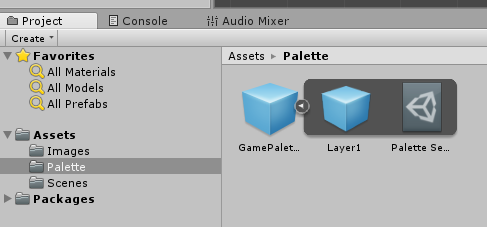 Project
Console
Audio Mixer
Create
Favorites
All Materials
All Models
All Prefabs
Assets
Images
Palette
Scenes
Packages
Assets ▸ Palette
GamePalet...
Layer1
Palette Se...